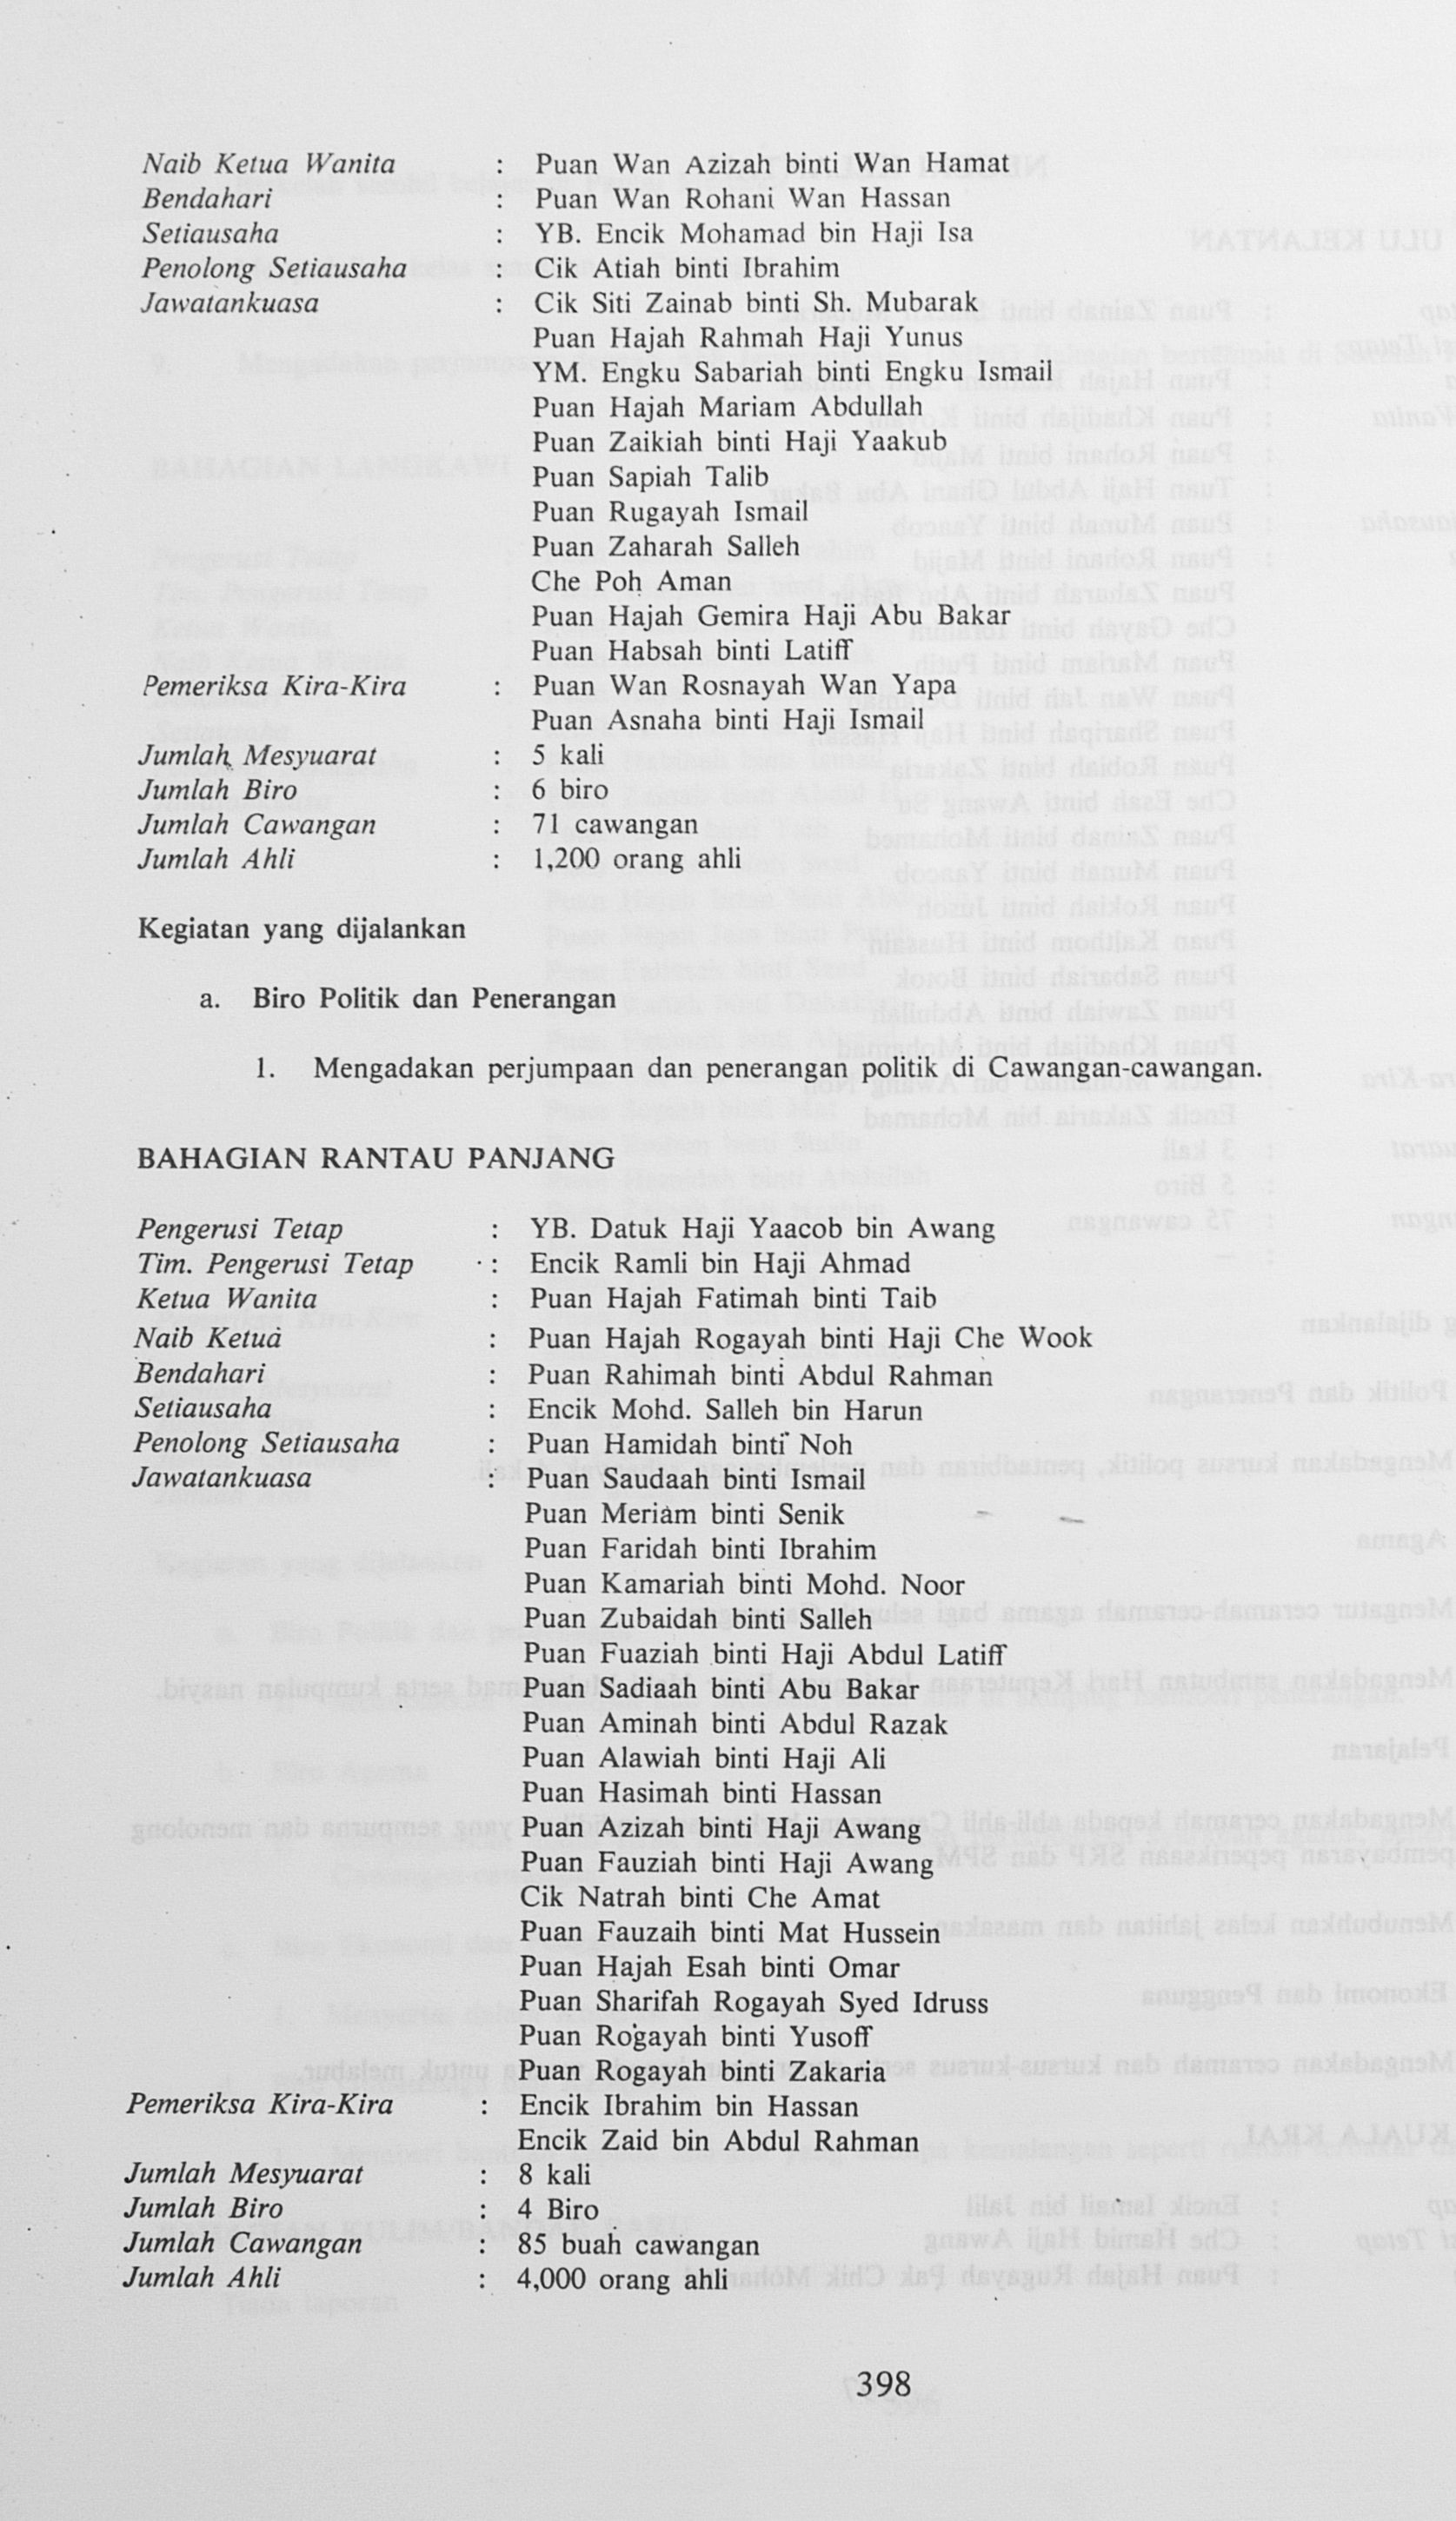 Naib Ketua Wanita : Puan Wan Azizah binti Wan Hamat
Bendahari : Puan Wan Rohani Wan Hassan
Setiausaha : YB. Encik Mohamad bin Haji Isa
Penolong Setiausaha : Cik Atiah binti Ibrahim
Jawatankuasa : Cik Siti Zainab binti Sh. Mubarak
Puan Hajah Rahmah Haji Yunus
YM. Engku Sabariah binti Engku Ismail
Puan Hajah Mariam Abdullah
Puan Zaikiah binti Haji Yaakub
Puan Sapiah Talib
Puan Rugayah Ismail
Puan Zaharah Salleh
Che Poh Aman
Puan Hajah Gemira Haji Abu Bakar
Puan Habsah binti Latiff
Pemeriksa Kira-Kira : Puan Wan Rosnayah Wan Yapa
Puan Asnaha binti Haji Ismail
Jumlah Mesyuarat : 5 kali
Jumlah Biro : 6 biro
Jumlah Cawangan : 71 cawangan
Jumlah Ahli : 1,200 orang ahli
Kegiatan yang dijalankan
a. Biro Politik dan Penerangan
1. Mengadakan perjumpaan dan penerangan politik di Cawangan-cawangan.
BAHAGIAN RANTAU PANJANG
Pengerusi Tetap : YB. Datuk Haji Yaacob bin Awang
Tim. Pengerusi Tetap : Encik Ramli bin Haji Ahmad
Ketua Wanita : Puan Hajah Fatimah binti Taib
Naib Ketua : Puan Hajah Rogayah binti Haji Che Wook
Bendahari : Puan Rahimah binti Abdul Rahman
Setiausaha : Encik Mohd. Salleh bin Harun
Penolong Setiausaha : Puan Hamidah binti Noh
Jawatankuasa : Puan Saudaah binti Ismail
Puan Meriam binti Senik
Puan Faridah binti Ibrahim
Puan Kamariah binti Mohd. Noor
Puan Zubaidah binti Salleh
Puan Fuaziah binti Haji Abdul Latiff
Puan Sadiaah binti Abu Bakar
Puan Aminah binti Abdul Razak
Puan Alawiah binti Haji Ali
Puan Hasimah binti Hassan
Puan Azizah binti Haji Awang
Puan Fauziah binti Haji Awang
Cik Natrah binti Che Amat
Puan Fauzaih binti Mat Hussein
Puan Hajah Esah binti Omar
Puan Sharifah Rogayah Syed Idruss
Puan Rogayah binti Yusoff
Puan Rogayah binti Zakaria
Pemeriksa Kira-Kira : Encik Ibrahim bin Hassan
Encik Zaid bin Abdul Rahman
Jumlah Mesyuarat : 8 kali
Jumlah Biro : 4 Biro
Jumlah Cawangan : 85 buah cawangan
Jumlah Ahli : 4,000 orang ahli
398